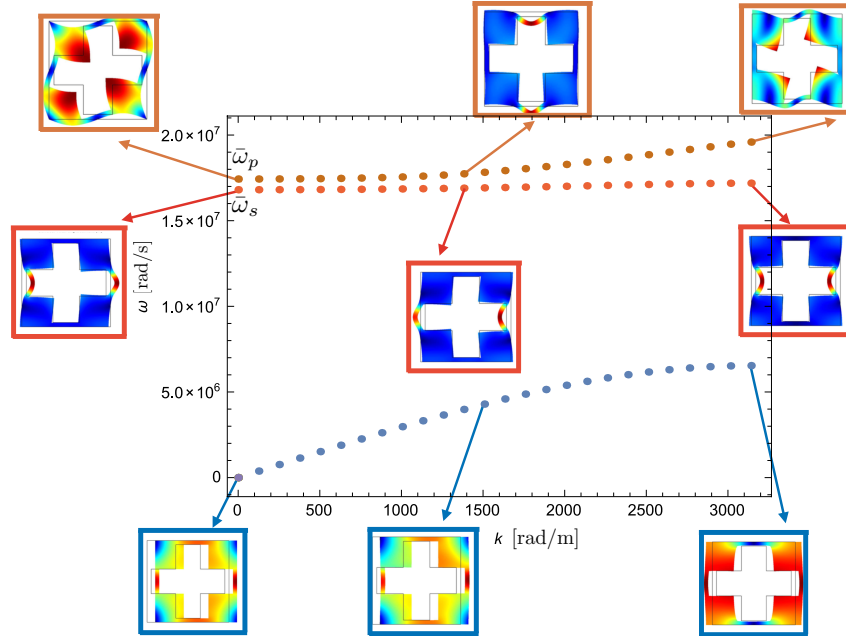 2.0×10⁷
ω̄ₚ
ω̄ₛ
1.5×10⁷
ω [rad/s]
1.0×10⁷
5.0×10⁶
0
0 500 1000 1500 2000 2500 3000
k [rad/m]